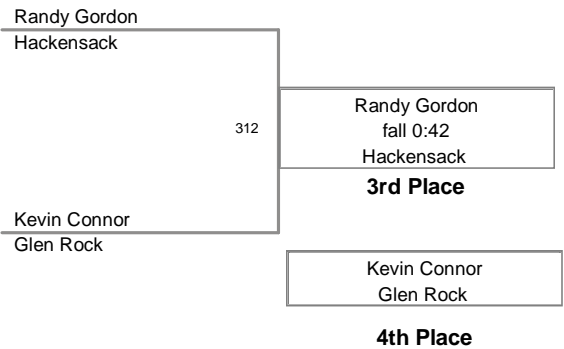 Randy Gordon
Hackensack
312
Randy Gordon
fall 0:42
Hackensack
3rd Place
Kevin Connor
Glen Rock
Kevin Connor
Glen Rock
4th Place